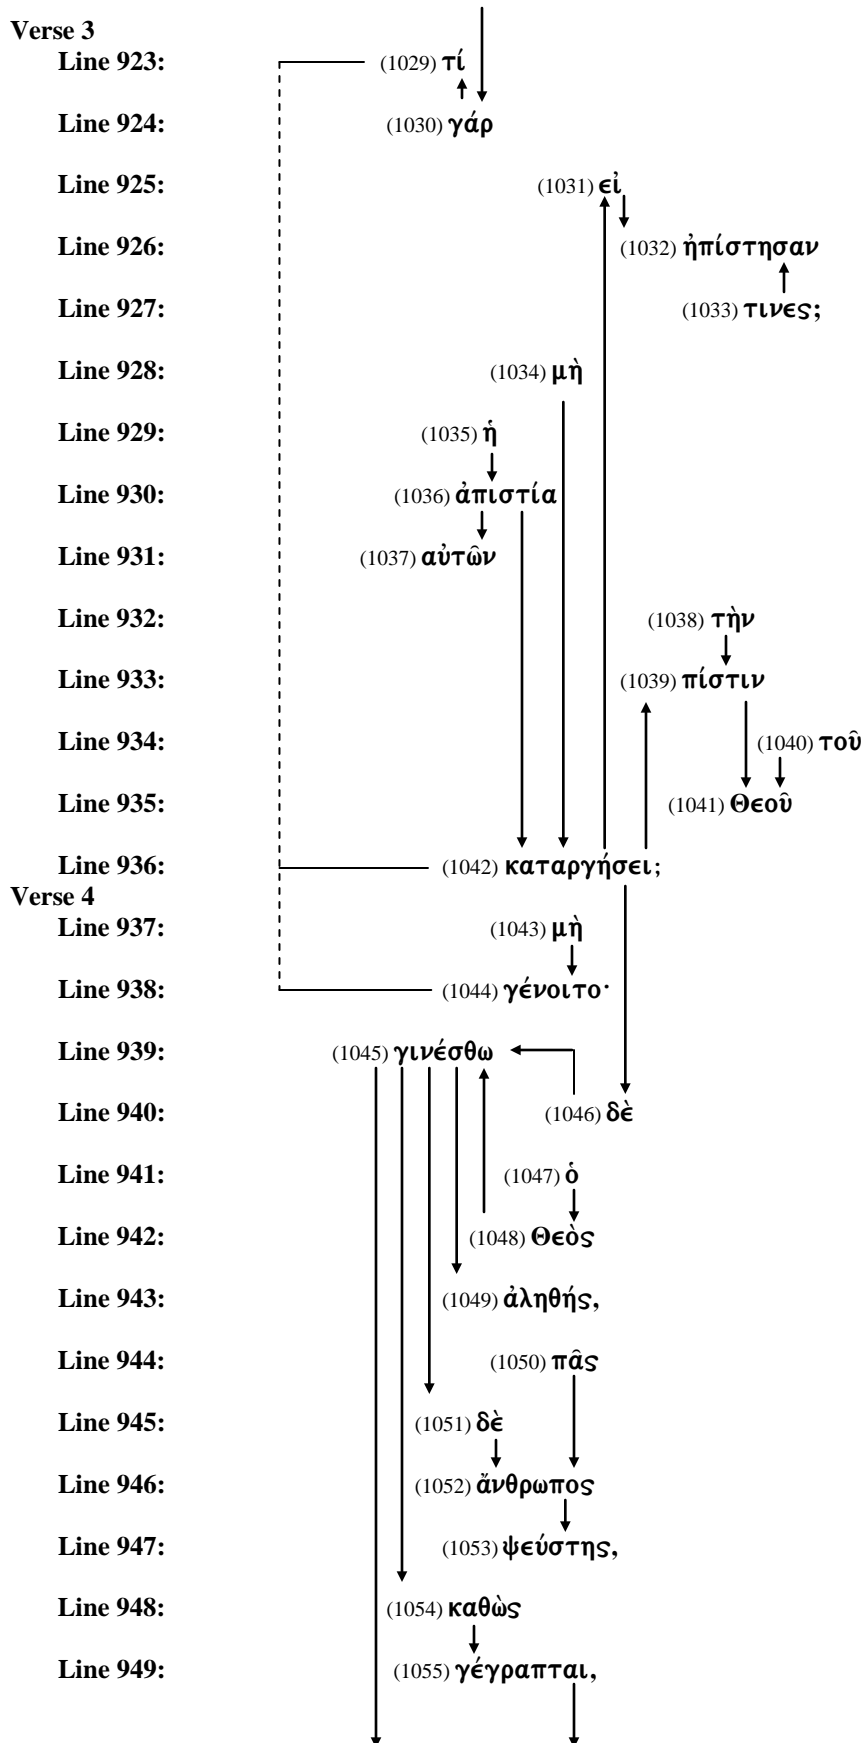 Verse 3
Line 923: (1029) τί
Line 924: (1030) γάρ
Line 925: (1031) εἰ
Line 926: (1032) ἠπίστησαν
Line 927: (1033) τινες;
Line 928: (1034) μὴ
Line 929: (1035) ἡ
Line 930: (1036) ἀπιστία
Line 931: (1037) αὐτῶν
Line 932: (1038) τὴν
Line 933: (1039) πίστιν
Line 934: (1040) τοῦ
Line 935: (1041) Θεοῦ
Line 936: (1042) καταργήσει;
Verse 4
Line 937: (1043) μὴ
Line 938: (1044) γένοιτο·
Line 939: (1045) γινέσθω
Line 940: (1046) δὲ
Line 941: (1047) ὁ
Line 942: (1048) Θεὸς
Line 943: (1049) ἀληθής,
Line 944: (1050) πᾶς
Line 945: (1051) δὲ
Line 946: (1052) ἄνθρωπος
Line 947: (1053) ψεύστης,
Line 948: (1054) καθὼς
Line 949: (1055) γέγραπται,